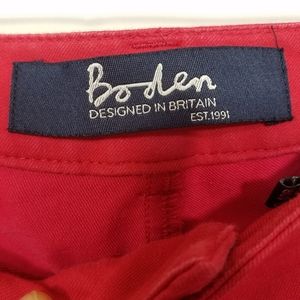 Boden
DESIGNED IN BRITAIN
EST.1991